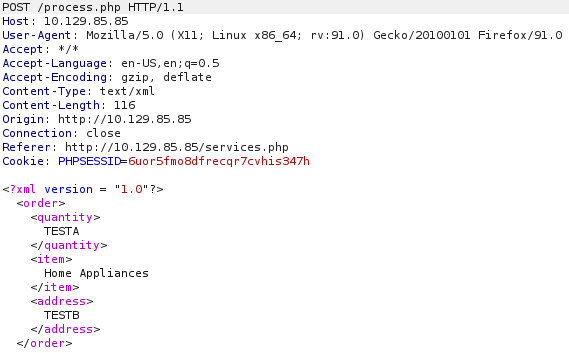 POST /process.php HTTP/1.1
Host: 10.129.85.85
User-Agent: Mozilla/5.0 (X11; Linux x86_64; rv:91.0) Gecko/20100101 Firefox/91.0
Accept: */*
Accept-Language: en-US,en;q=0.5
Accept-Encoding: gzip, deflate
Content-Type: text/xml
Content-Length: 116
Origin: http://10.129.85.85
Connection: close
Referer: http://10.129.85.85/services.php
Cookie: PHPSESSID=6uor5fmo8dfrecqr7cvhis347h

<?xml version = "1.0"?>
  <order>
    <quantity>
      TESTA
    </quantity>
    <item>
      Home Appliances
    </item>
    <address>
      TESTB
    </address>
  </order>